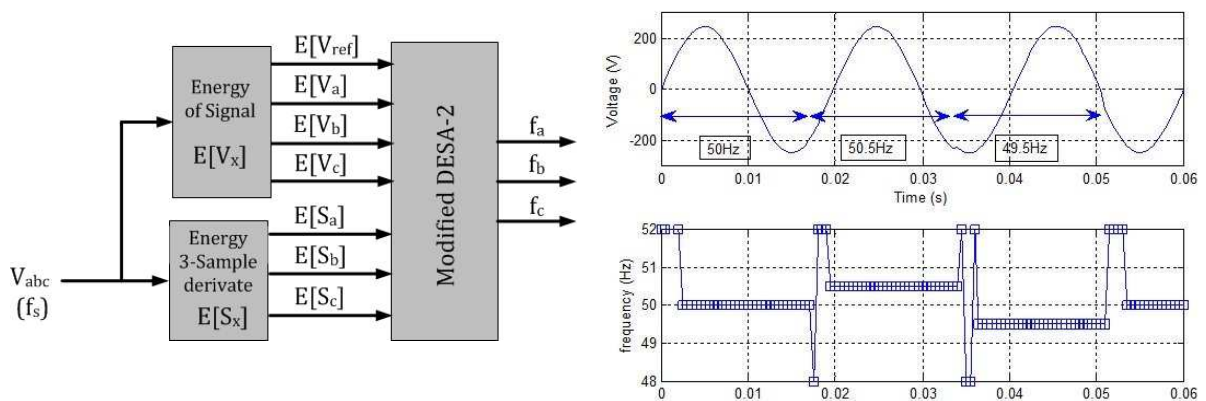 E[Vref]
Energy
of Signal
E[Vx]
E[Va]
E[Vb]
E[Vc]
Energy
3-Sample
derivate
E[Sx]
E[Sa]
E[Sb]
E[Sc]
Vabc
(fs)
Modified DESA-2
fa
fb
fc
Voltage (V)
200
0
-200
50Hz
50.5Hz
49.5Hz
0 0.01 0.02 0.03 0.04 0.05 0.06
Time (s)
frequency (Hz)
52
51
50
49
48
0 0.01 0.02 0.03 0.04 0.05 0.06